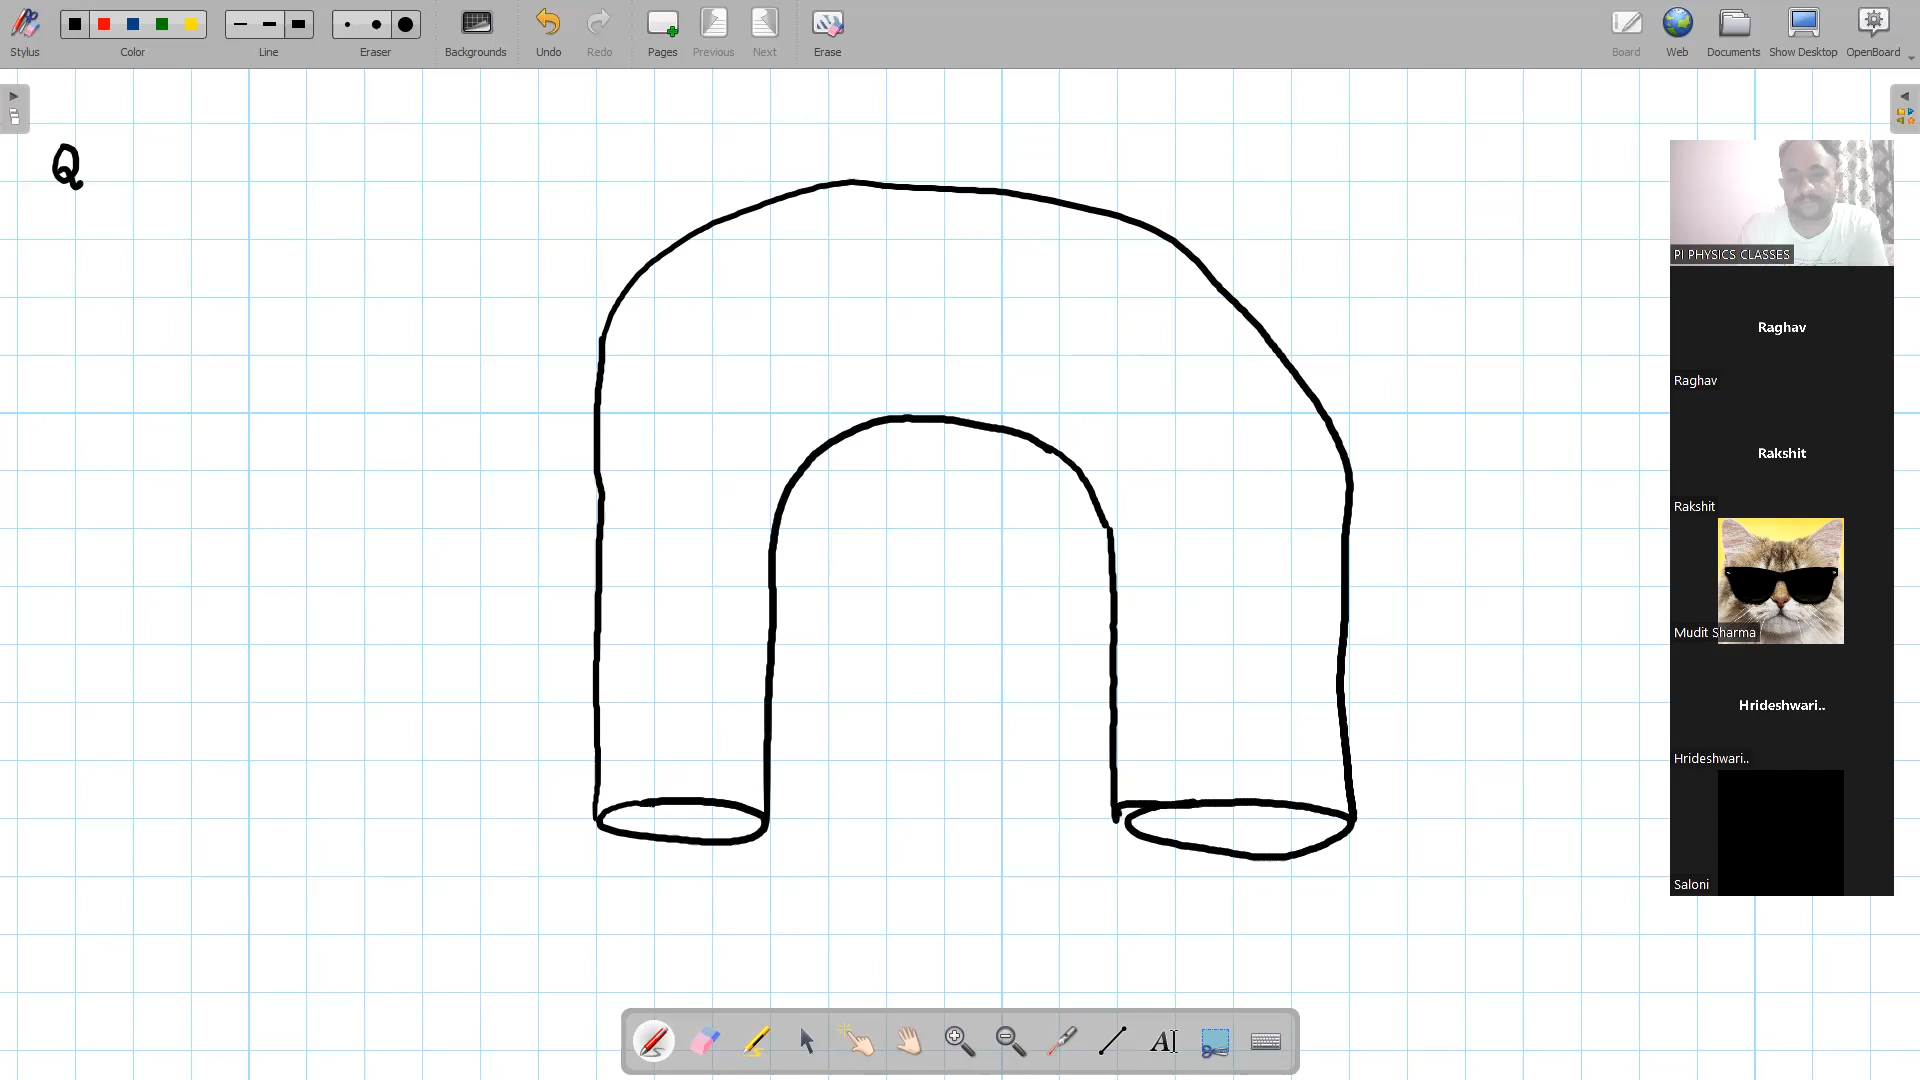 Stylus
Color
Line
Eraser
Backgrounds
Undo
Redo
Pages
Previous
Next
Erase
Board
Web
Documents
Show Desktop
OpenBoard
Q
PI PHYSICS CLASSES
Raghav
Raghav
Rakshit
Rakshit
Mudit Sharma
Hrideshwari..
Hrideshwari..
Saloni
A